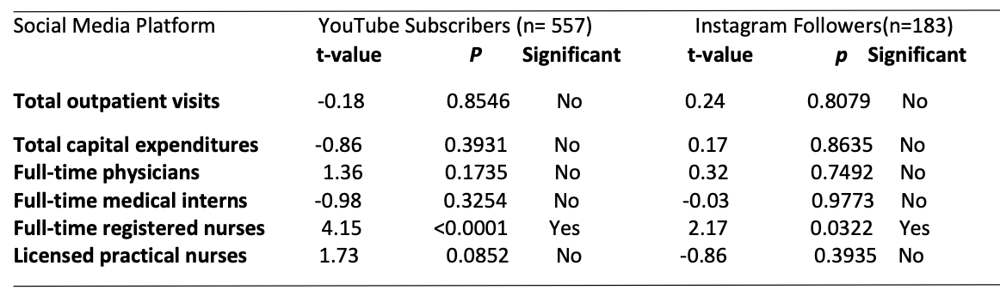 Social Media Platform YouTube Subscribers (n= 557) Instagram Followers(n=183)
t-value P Significant t-value p Significant
Total outpatient visits -0.18 0.8546 No 0.24 0.8079 No
Total capital expenditures -0.86 0.3931 No 0.17 0.8635 No
Full-time physicians 1.36 0.1735 No 0.32 0.7492 No
Full-time medical interns -0.98 0.3254 No -0.03 0.9773 No
Full-time registered nurses 4.15 <0.0001 Yes 2.17 0.0322 Yes
Licensed practical nurses 1.73 0.0852 No -0.86 0.3935 No